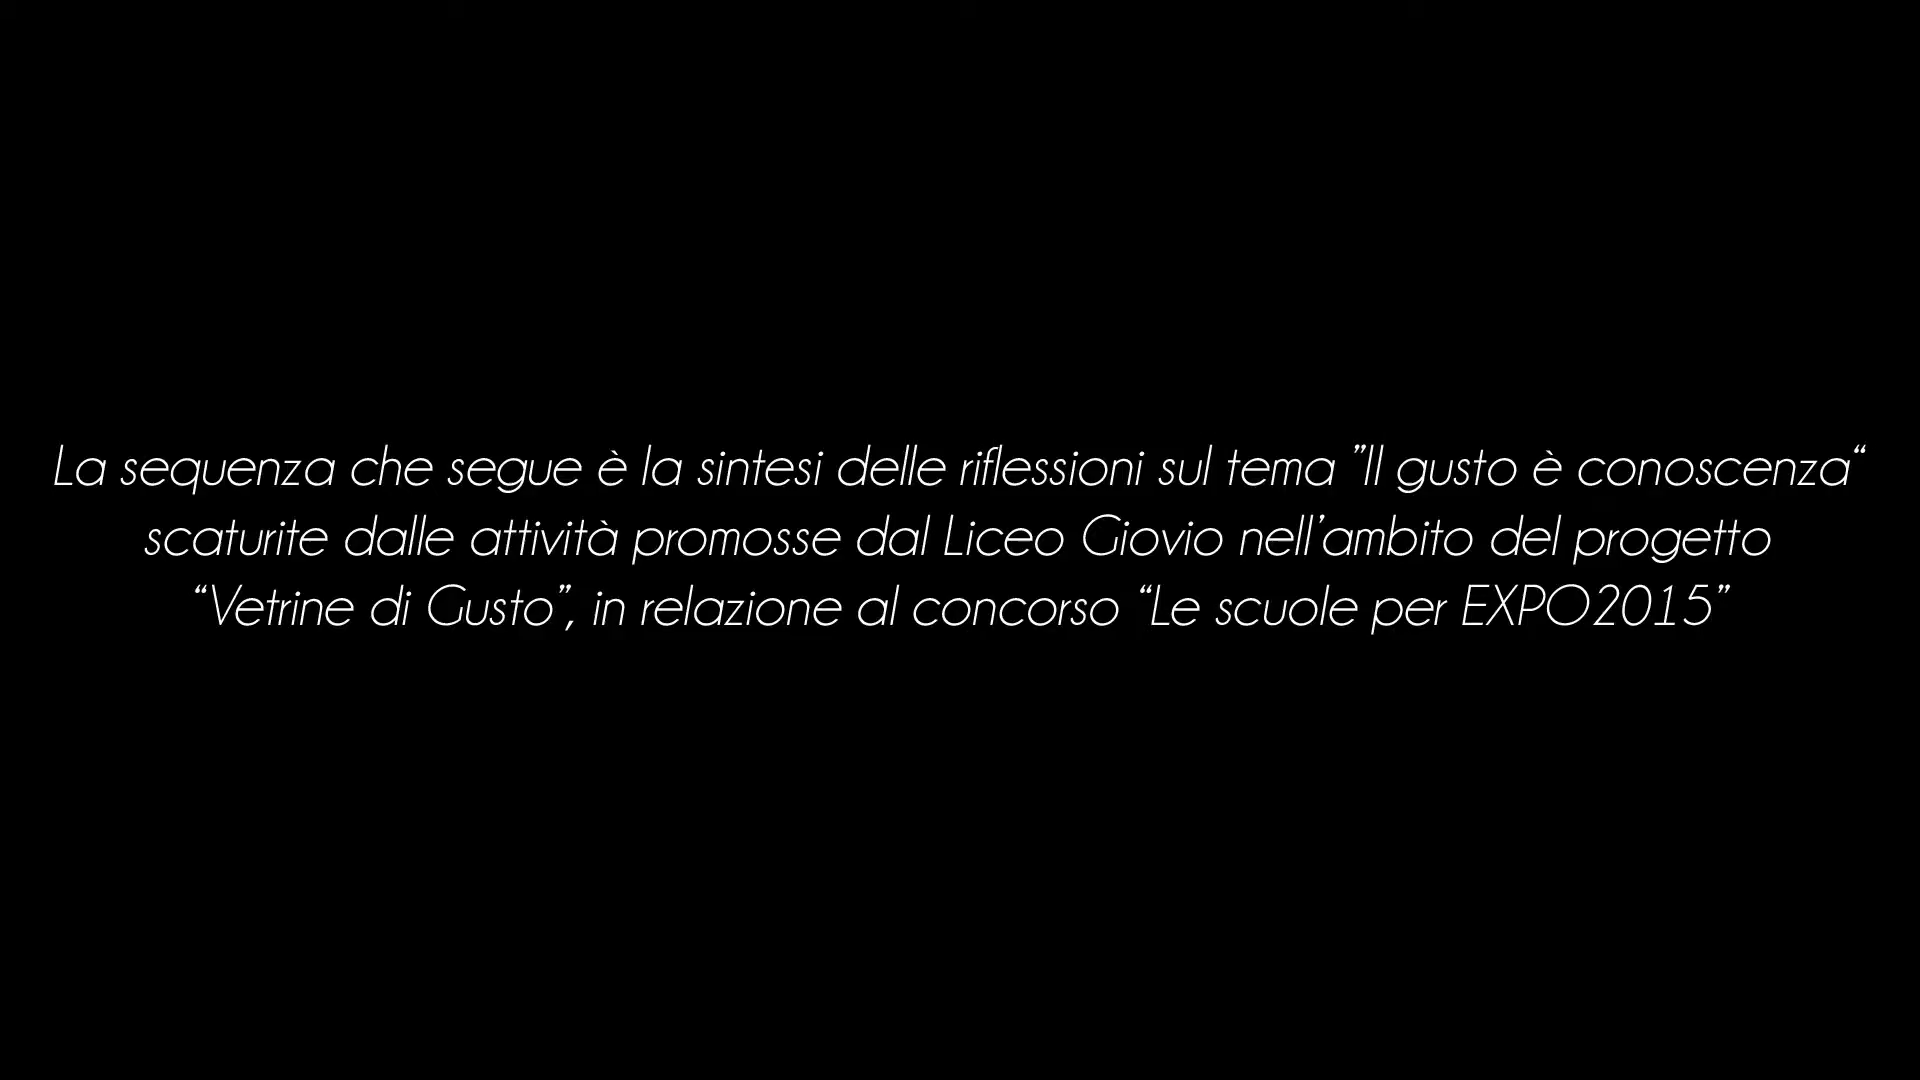 La sequenza che segue è la sintesi delle riflessioni sul tema ”Il gusto è conoscenza“
scaturite dalle attività promosse dal Liceo Giovio nell’ambito del progetto
“Vetrine di Gusto”, in relazione al concorso “Le scuole per EXPO2015”